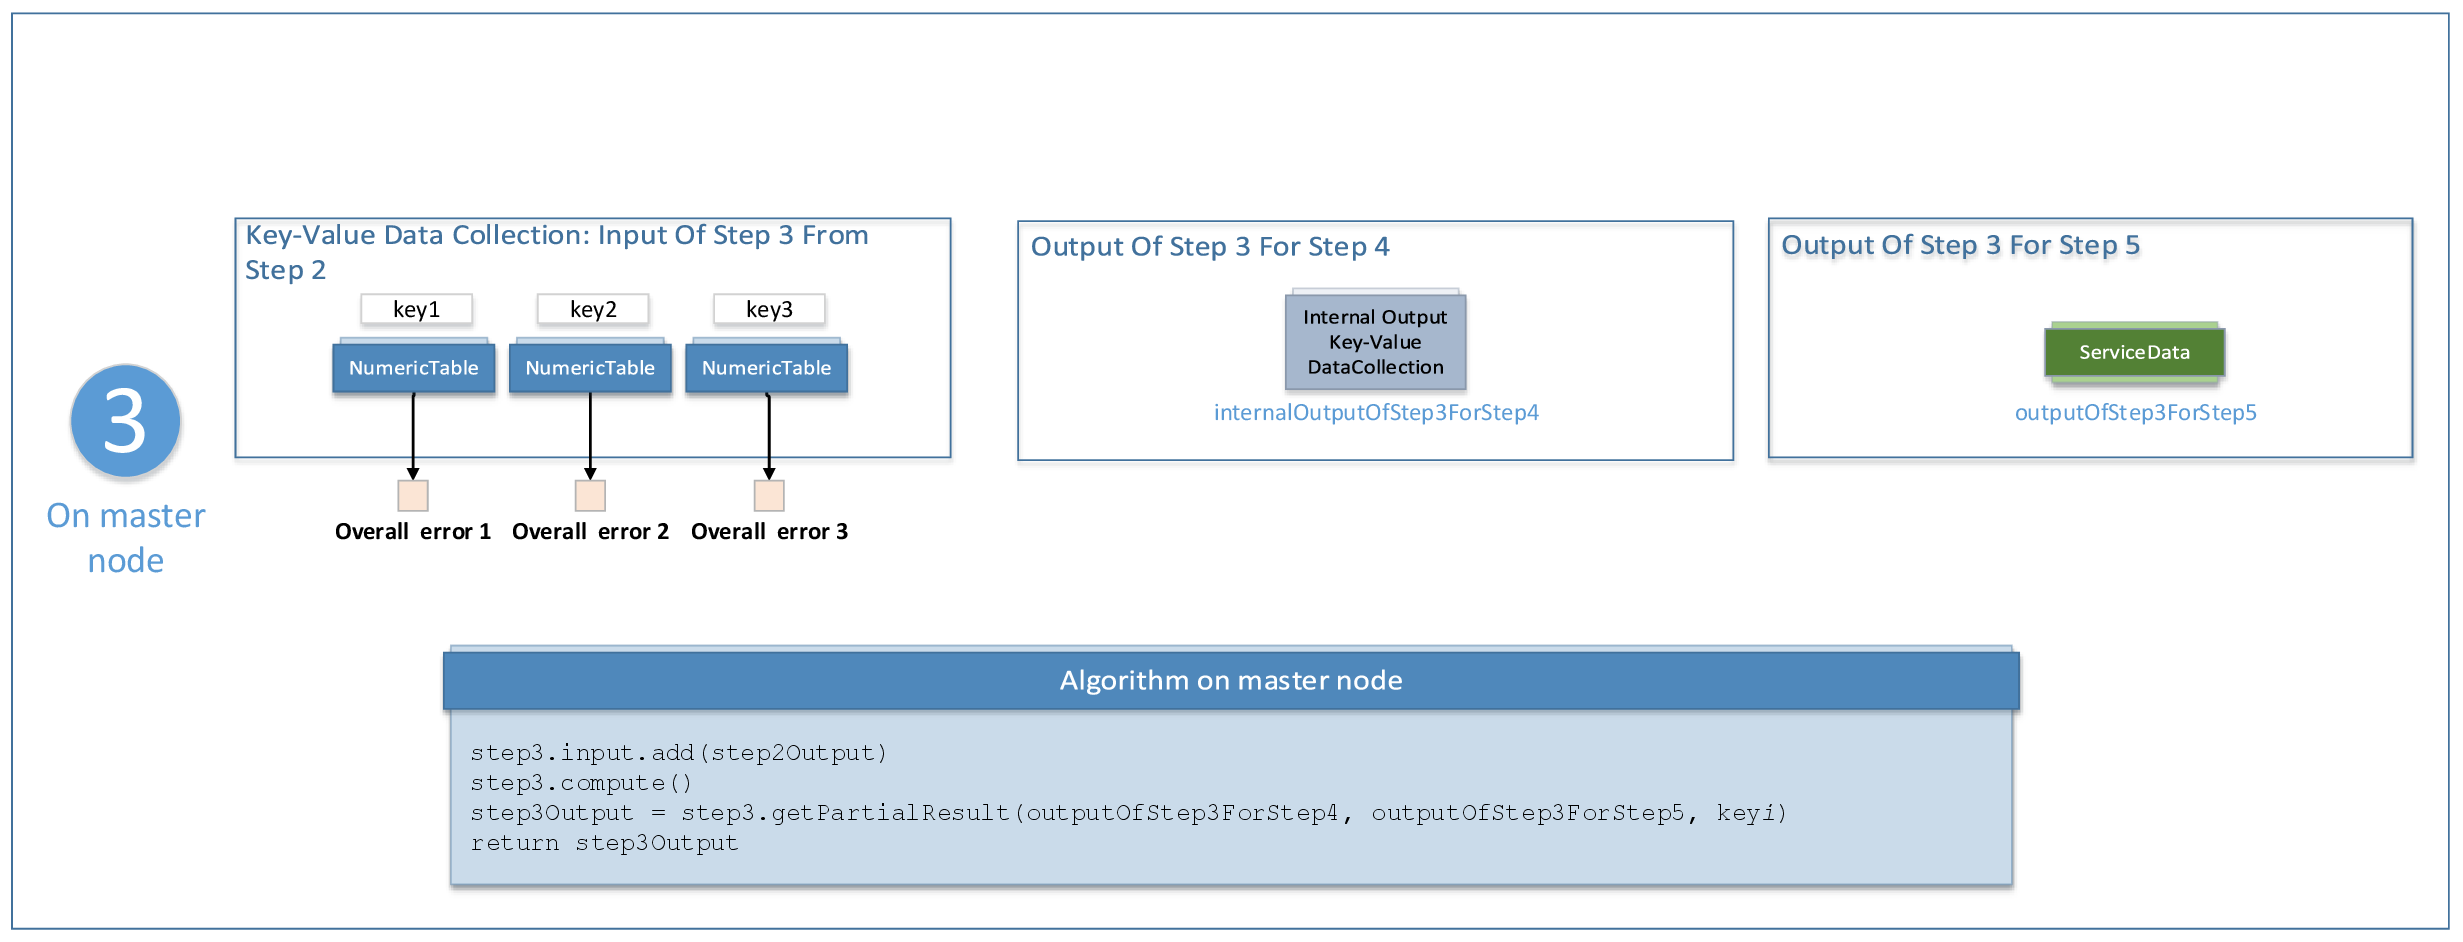 Key-Value Data Collection: Input Of Step 3 From
Step 2
key1
key2
key3
NumericTable
NumericTable
NumericTable
Overall error 1
Overall error 2
Overall error 3
Output Of Step 3 For Step 4
Internal Output
Key-Value
DataCollection
internalOutputOfStep3ForStep4
Output Of Step 3 For Step 5
ServiceData
outputOfStep3ForStep5
3
On master
node
Algorithm on master node
step3.input.add(step2Output)
step3.compute()
step3Output = step3.getPartialResult(outputOfStep3ForStep4, outputOfStep3ForStep5, keyi)
return step3Output